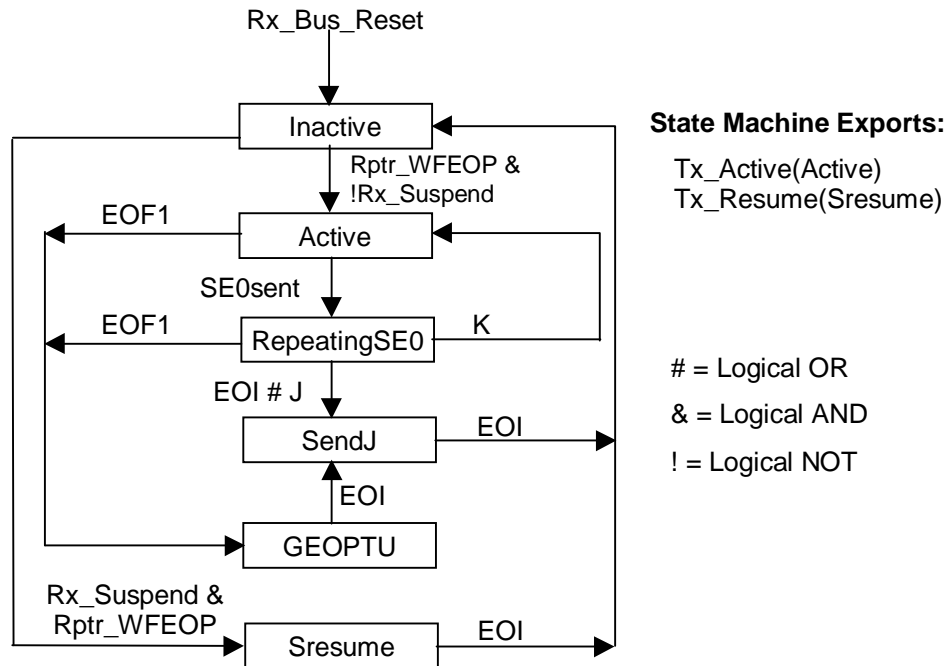 Rx_Bus_Reset
Inactive
State Machine Exports:
Rptr_WFEOP &
!Rx_Suspend
Tx_Active(Active)
Tx_Resume(Sresume)
EOF1
Active
SE0sent
EOF1
RepeatingSE0
K
EOI # J
# = Logical OR
& = Logical AND
! = Logical NOT
SendJ
EOI
EOI
GEOPTU
Rx_Suspend &
Rptr_WFEOP
Sresume
EOI